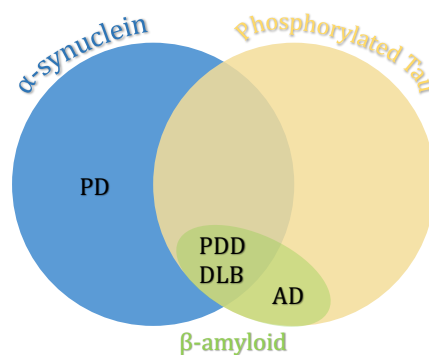 α-synuclein
Phosphorylated Tau
PD
PDD
DLB
AD
β-amyloid